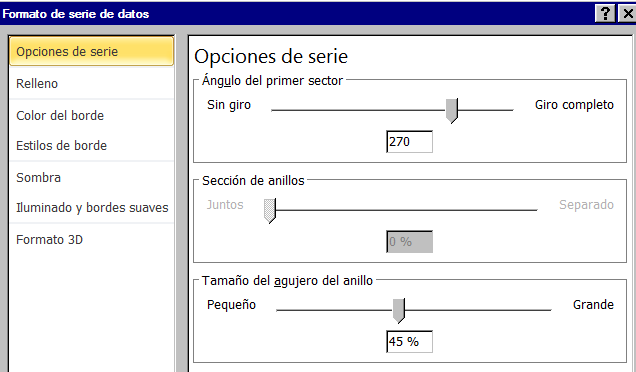 Formato de serie de datos
Opciones de serie
Relleno
Color del borde
Estilos de borde
Sombra
Iluminado y bordes suaves
Formato 3D
Opciones de serie
Ángulo del primer sector
Sin giro Giro completo
270
Sección de anillos
Juntos Separado
0 %
Tamaño del agujero del anillo
Pequeño Grande
45 %